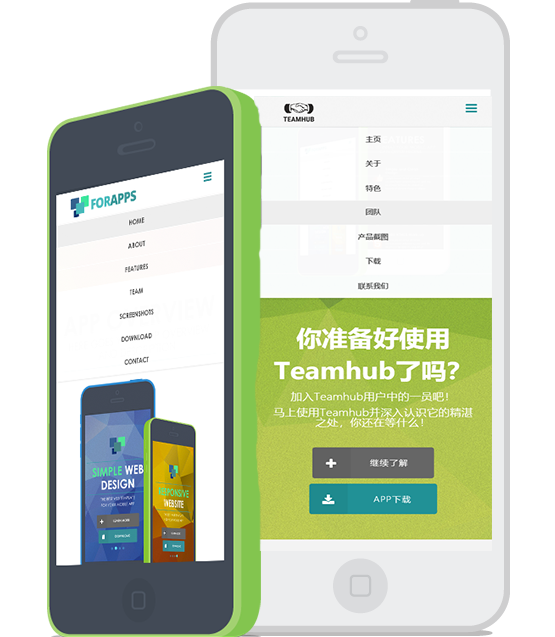 FORAPPS
HOME
ABOUT
FEATURES
TEAM
SCREENSHOTS
DOWNLOAD
CONTACT
SIMPLE WEB
DESIGN
WEBSITE
TEAMHUB
主页
关于
特色
团队
产品截图
下载
联系我们
你准备好使用
Teamhub了吗?
加入Teamhub用户中的一员吧!
马上使用Teamhub并深入认识它的精湛
之处，你还在等什么!
继续了解
APP下载